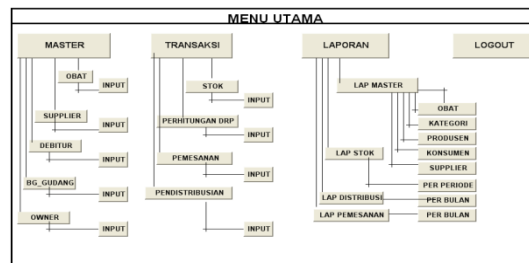 MENU UTAMA
MASTER
TRANSAKSI
LAPORAN
LOGOUT
OBAT
INPUT
SUPPLIER
INPUT
DEBITUR
INPUT
BG_GUDANG
INPUT
OWNER
INPUT
STOK
INPUT
PERHITUNGAN DRP
INPUT
PEMESANAN
INPUT
PENDISTRIBUSIAN
INPUT
LAP MASTER
OBAT
KATEGORI
PRODUSEN
KONSUMEN
SUPPLIER
LAP STOK
PER PERIODE
LAP DISTRIBUSI
PER BULAN
LAP PEMESANAN
PER BULAN